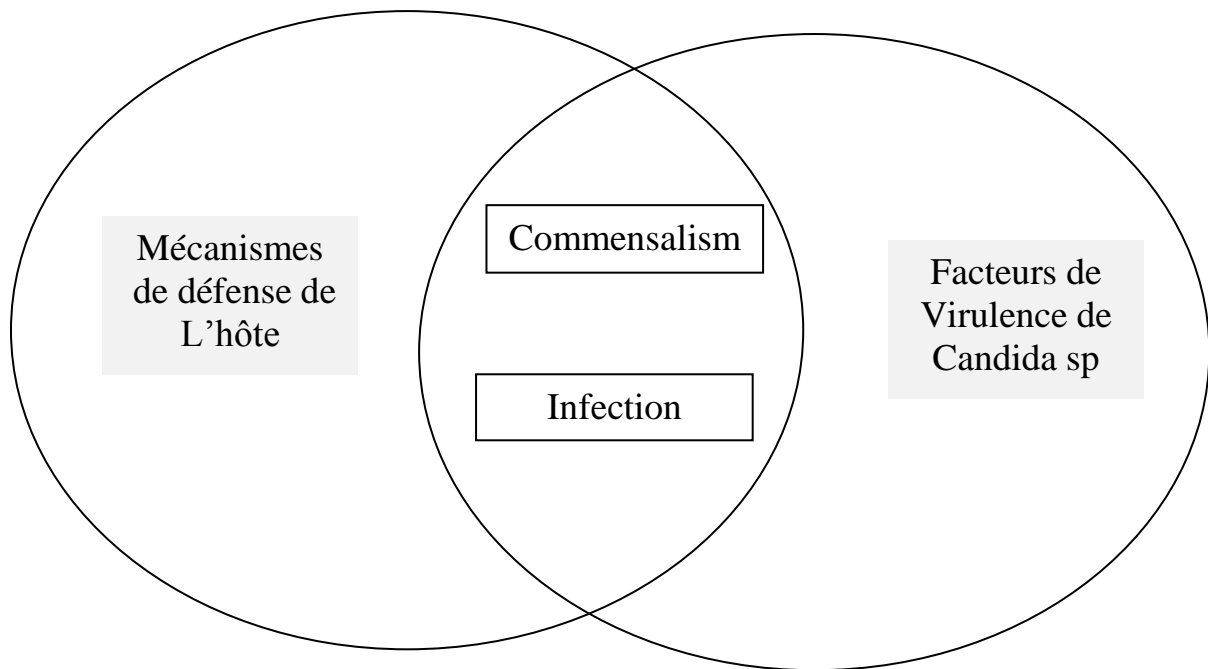 Mécanismes
de défense de
L’hôte
Commensalism
Infection
Facteurs de
Virulence de
Candida sp